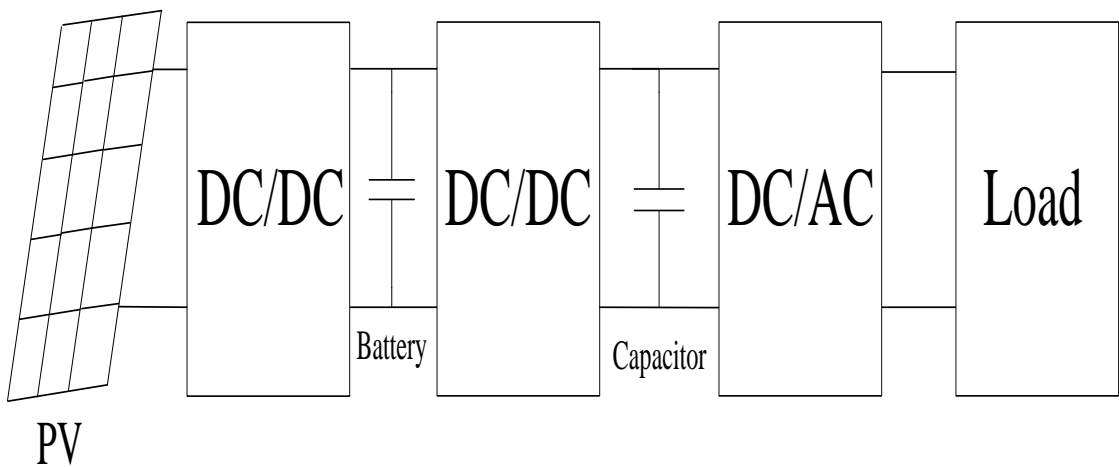 DC/DC
DC/DC
DC/AC
Load
Battery
Capacitor
PV